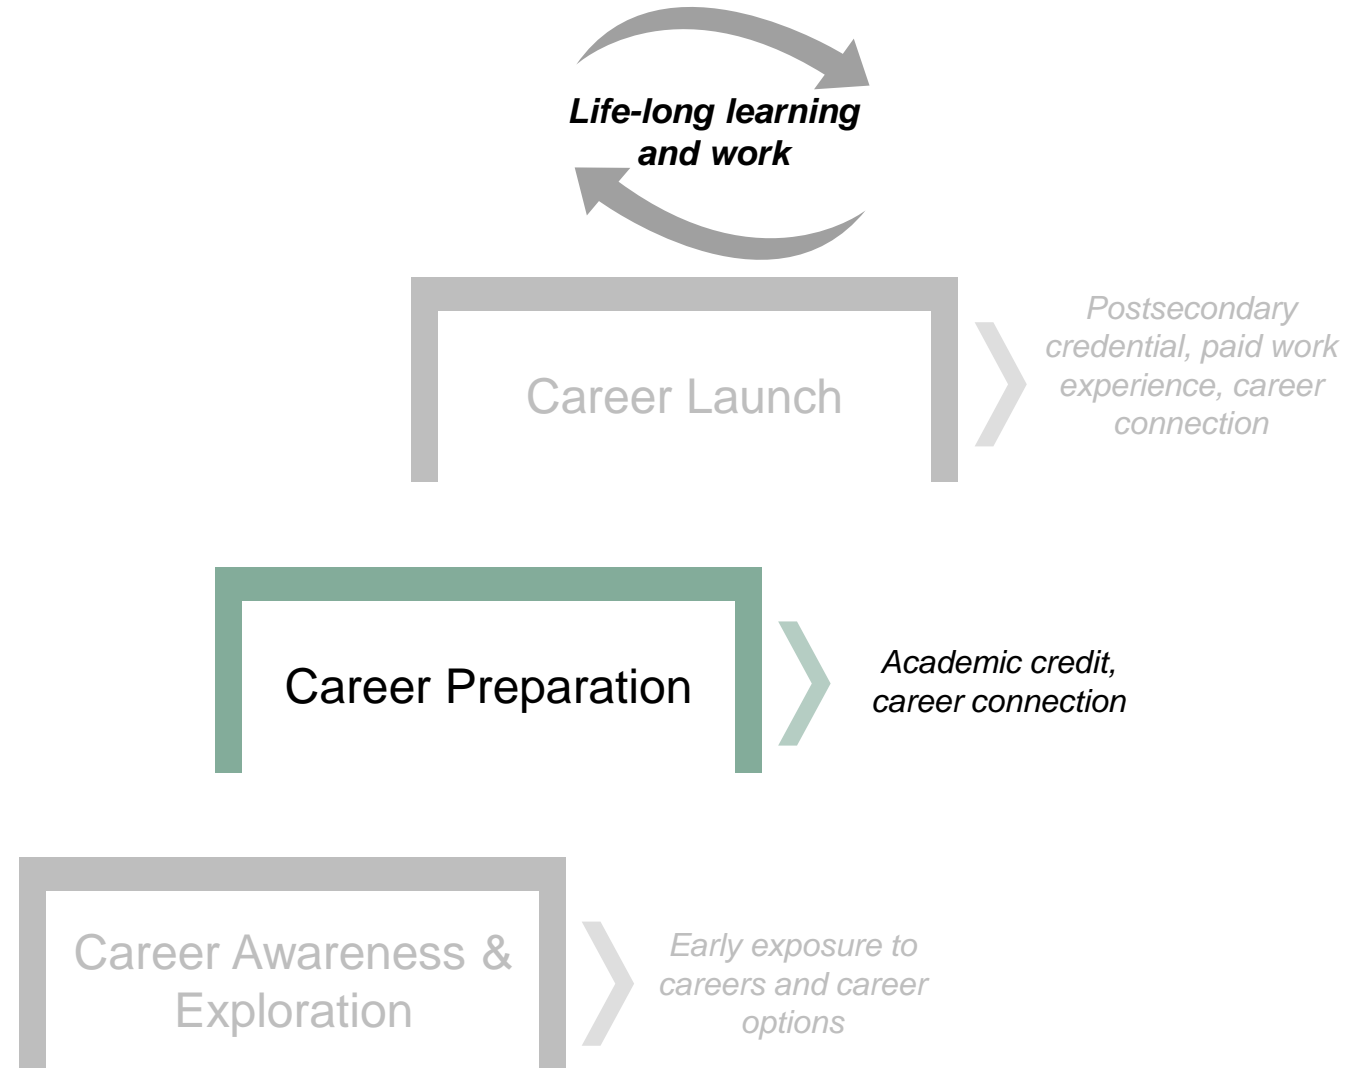 Life-long learning
and work
Career Launch
Postsecondary
credential, paid work
experience, career
connection
Career Preparation
Academic credit,
career connection
Career Awareness &
Exploration
Early exposure to
careers and career
options